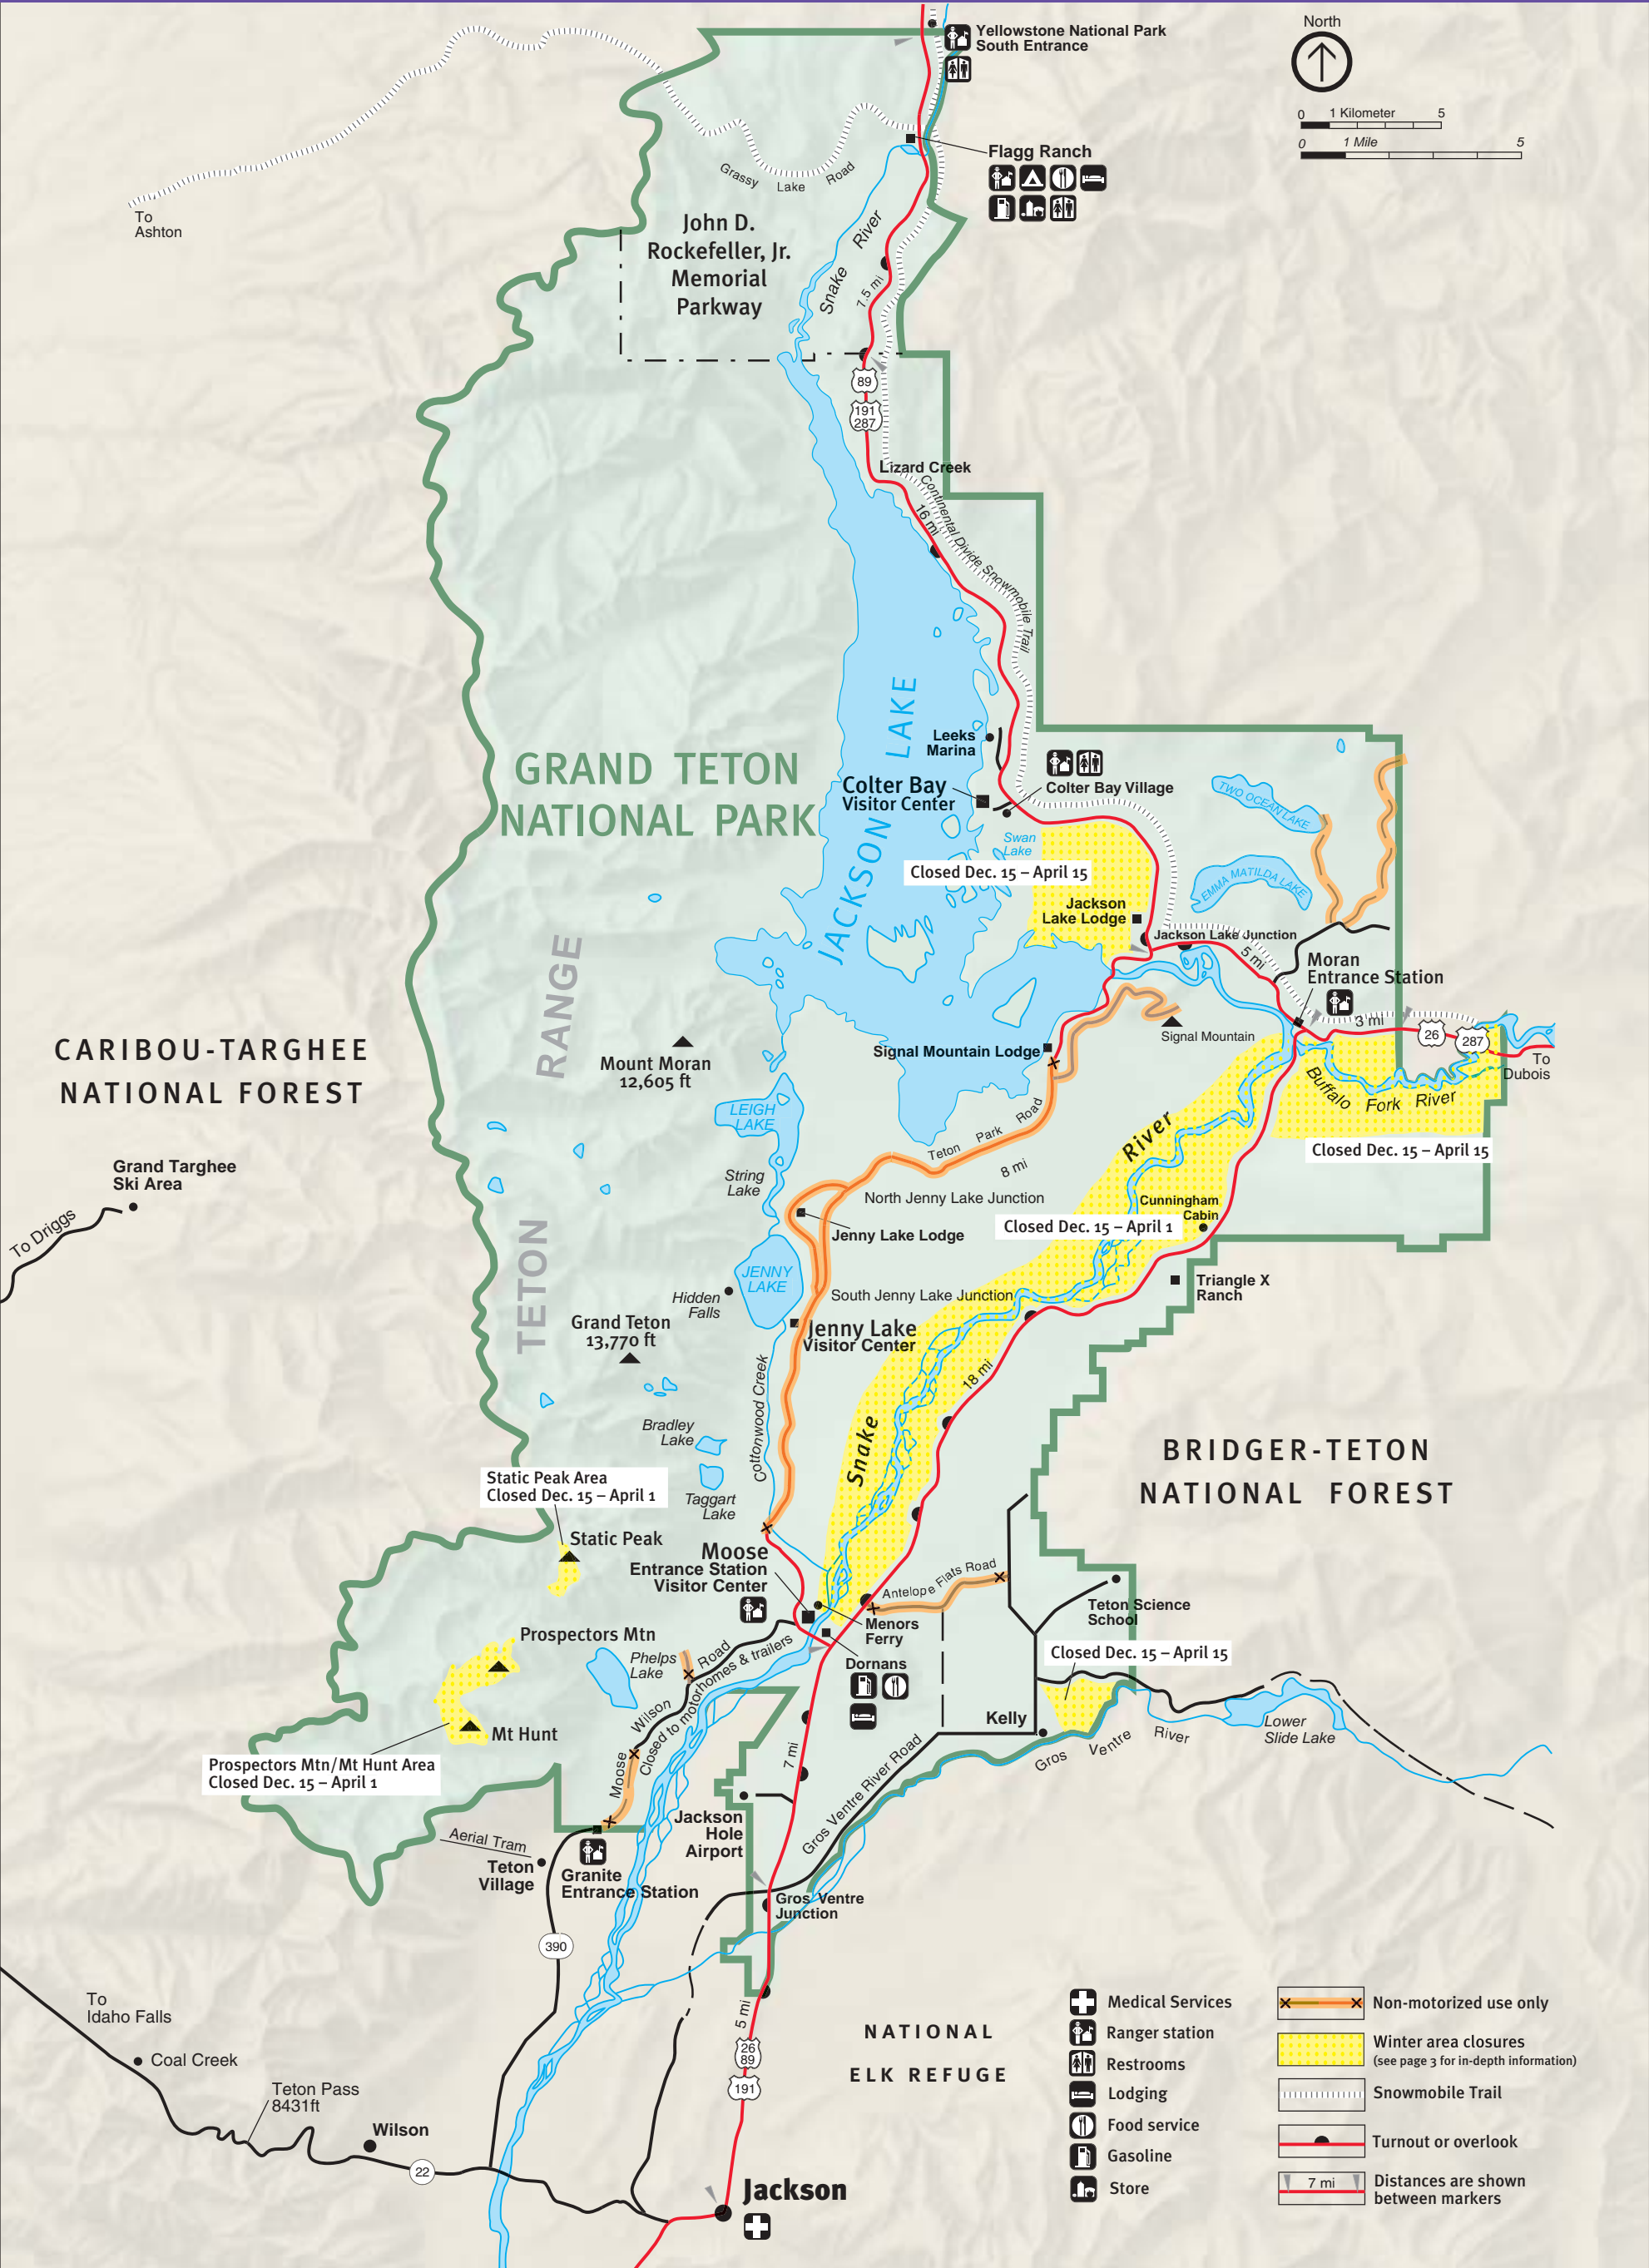 Yellowstone National Park
South Entrance
North
0 1 Kilometer 5
0 1 Mile 5
Flagg Ranch
Grassy Lake Road
To
Ashton
John D.
Rockefeller, Jr.
Memorial
Parkway
Snake River
7.5 mi
89
191
287
Lizard Creek
Continental Divide Snowmobile Trail
16 mi
JACKSON LAKE
Leeks
Marina
GRAND TETON
NATIONAL PARK
Colter Bay
Visitor Center
Colter Bay Village
TWO OCEAN LAKE
JACKSON
Swan
Lake
Closed Dec. 15 – April 15
EMMA MATILDA LAKE
Jackson
Lake Lodge
Jackson Lake Junction
5 mi
Moran
Entrance Station
3 mi
26
287
To
Dubois
TETON RANGE
Signal Mountain
CARIBOU-TARGHEE
NATIONAL FOREST
Mount Moran
12,605 ft
Signal Mountain Lodge
Buffalo Fork River
LEIGH
LAKE
Teton Park Road
8 mi
River
Closed Dec. 15 – April 15
Grand Targhee
Ski Area
String
Lake
North Jenny Lake Junction
Cunningham
Cabin
Closed Dec. 15 – April 1
To Driggs
Jenny Lake Lodge
JENNY
LAKE
Triangle X
Ranch
Hidden
Falls
South Jenny Lake Junction
Grand Teton
13,770 ft
Jenny Lake
Visitor Center
18 mi
Cottonwood Creek
Bradley
Lake
Snake
BRIDGER-TETON
NATIONAL FOREST
Static Peak Area
Closed Dec. 15 – April 1
Taggart
Lake
Static Peak
Moose
Entrance Station
Visitor Center
Antelope Flats Road
Teton Science
School
Menors
Ferry
Prospectors Mtn
Phelps
Lake
Dornans
Closed Dec. 15 – April 15
Moose Wilson Road
Closed to motorhomes & trailers
Mt Hunt
Kelly
Lower
Slide Lake
Gros Ventre River
Prospectors Mtn/Mt Hunt Area
Closed Dec. 15 – April 1
7 mi
Gros Ventre River Road
Jackson
Hole
Airport
Aerial Tram
Teton
Village
Granite
Entrance Station
Gros Ventre
Junction
390
To
Idaho Falls
5 mi
26
89
191
NATIONAL
ELK REFUGE
Coal Creek
Teton Pass
8431ft
Wilson
22
Jackson
Medical Services
Ranger station
Restrooms
Lodging
Food service
Gasoline
Store
Non-motorized use only
Winter area closures
(see page 3 for in-depth information)
Snowmobile Trail
Turnout or overlook
7 mi
Distances are shown
between markers